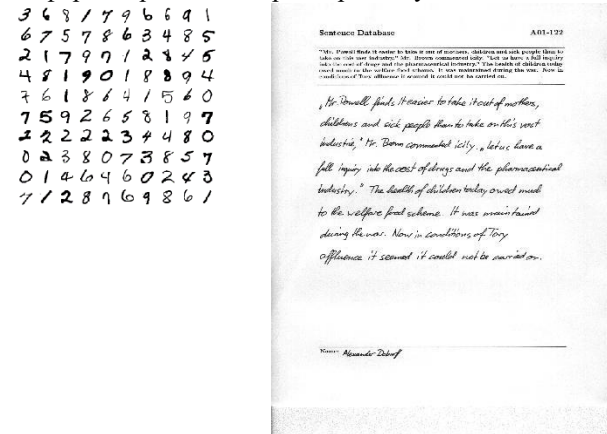 3 6 8 1 7 9 6 6 9 1
6 7 5 7 8 6 3 4 8 5
2 1 7 9 7 1 2 8 4 5
4 8 1 9 0 1 8 8 9 4
7 6 1 8 6 4 1 5 6 0
7 5 9 2 6 5 8 1 9 7
2 2 2 2 2 3 4 4 8 0
0 2 3 8 0 7 3 8 5 7
0 1 4 6 4 6 0 2 4 3
7 1 2 8 7 6 9 8 6 1
Sentence Database A01-122
"Mr. Powell finds it easier to take it out of mothers, children and sick people than to
take on this vast industry," Mr. Brown commented icily. "Let us have a full inquiry
into the cost of drugs and the pharmaceutical industry." The health of children today
owed much to the welfare food scheme. It was maintained during the war. Now in
conditions of Tory affluence it seemed it could not be carried on.
„Mr. Powell finds it easier to take it out of mothers,
childrens and sick people than to take on this vast
industrie," Mr. Brown commented icily. „Let us have a
full inquiry into the cost of drugs and the pharmaceutical
industry." The health of children today owed much
to the welfare food scheme. It was maintained
during the war. Now in conditions of Tory
affluence it seemed it could not be carried on.
Name: Alexander